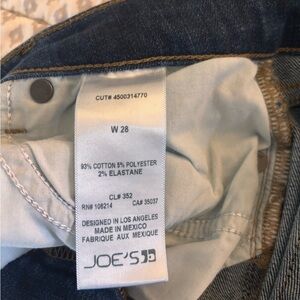 CUT# 4500314770
W 28
93% COTTON 5% POLYESTER
2% ELASTANE
CL# 352
RN# 106214 CA# 35037
DESIGNED IN LOS ANGELES
MADE IN MEXICO
FABRIQUE AUX MEXIQUE
JOE'S